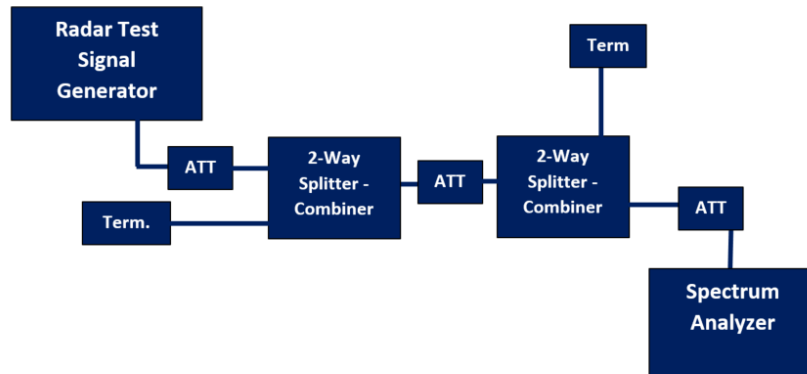 Radar Test
Signal
Generator
Term
ATT
2-Way
Splitter -
Combiner
ATT
2-Way
Splitter -
Combiner
Term.
ATT
Spectrum
Analyzer